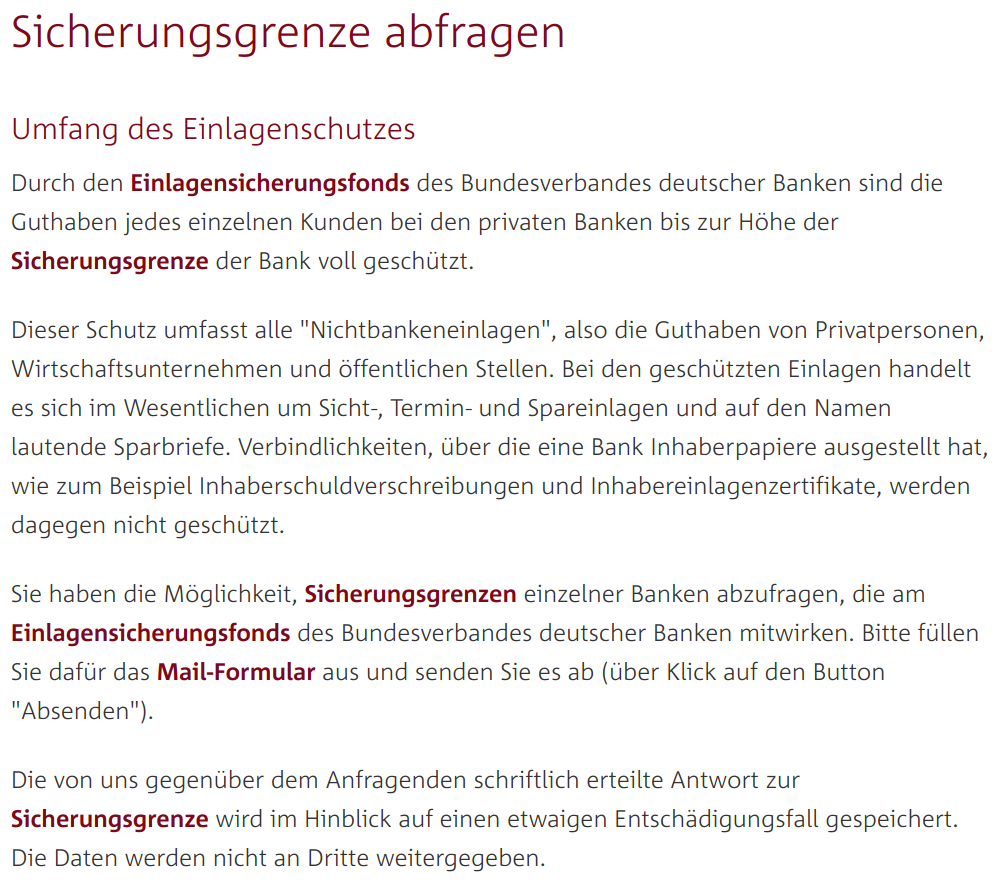 Sicherungsgrenze abfragen
Umfang des Einlagenschutzes
Durch den Einlagensicherungsfonds des Bundesverbandes deutscher Banken sind die
Guthaben jedes einzelnen Kunden bei den privaten Banken bis zur Höhe der
Sicherungsgrenze der Bank voll geschützt.
Dieser Schutz umfasst alle "Nichtbankeneinlagen", also die Guthaben von Privatpersonen,
Wirtschaftsunternehmen und öffentlichen Stellen. Bei den geschützten Einlagen handelt
es sich im Wesentlichen um Sicht-, Termin- und Spareinlagen und auf den Namen
lautende Sparbriefe. Verbindlichkeiten, über die eine Bank Inhaberpapiere ausgestellt hat,
wie zum Beispiel Inhaberschuldverschreibungen und Inhabereinlagenzertifikate, werden
dagegen nicht geschützt.
Sie haben die Möglichkeit, Sicherungsgrenzen einzelner Banken abzufragen, die am
Einlagensicherungsfonds des Bundesverbandes deutscher Banken mitwirken. Bitte füllen
Sie dafür das Mail-Formular aus und senden Sie es ab (über Klick auf den Button
"Absenden").
Die von uns gegenüber dem Anfragenden schriftlich erteilte Antwort zur
Sicherungsgrenze wird im Hinblick auf einen etwaigen Entschädigungsfall gespeichert.
Die Daten werden nicht an Dritte weitergegeben.